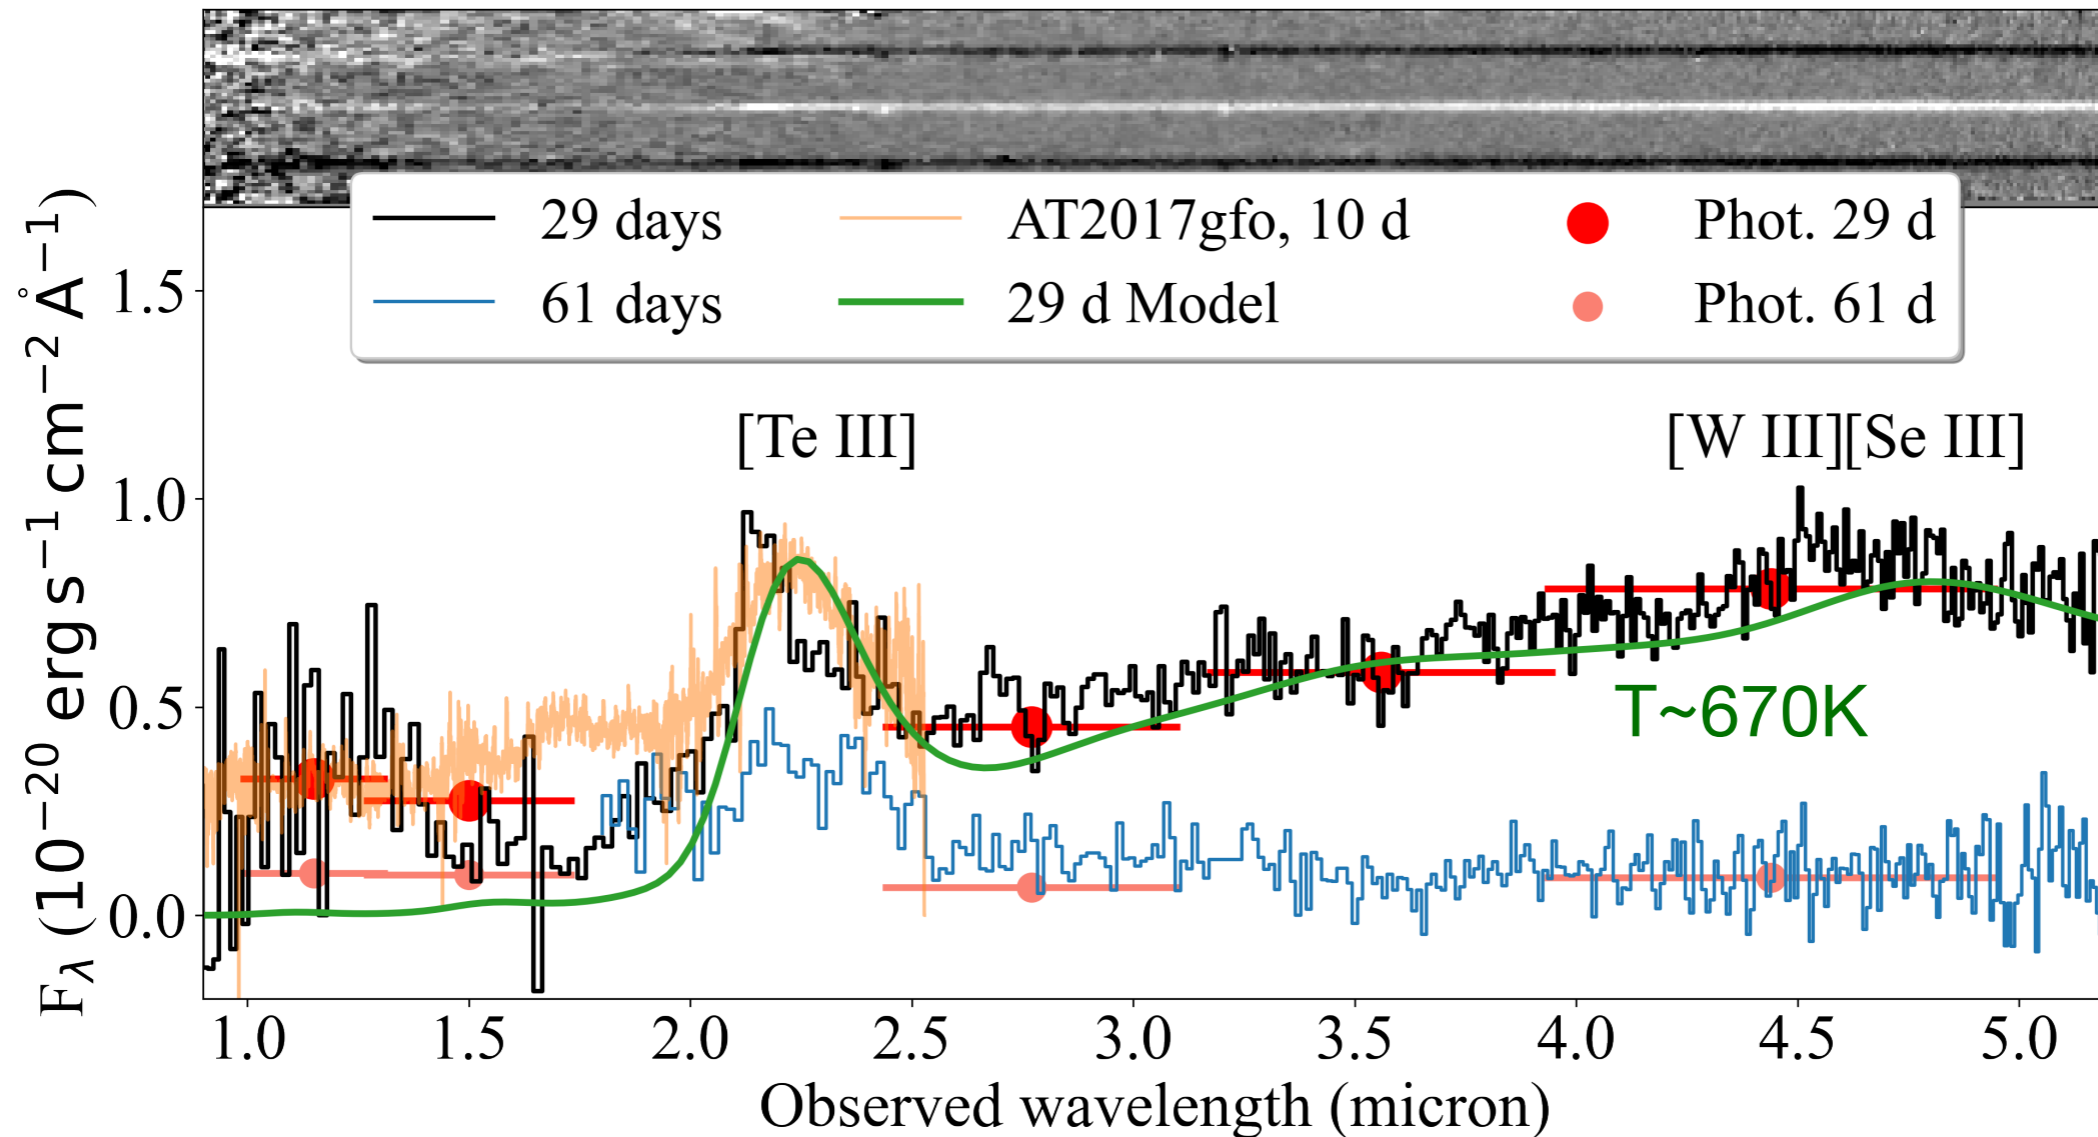 29 days
AT2017gfo, 10 d
Phot. 29 d
61 days
29 d Model
Phot. 61 d
F_λ (10⁻²⁰ erg s⁻¹ cm⁻² Å⁻¹)
1.5
1.0
0.5
0.0
[Te III]
[W III][Se III]
T~670K
1.0 1.5 2.0 2.5 3.0 3.5 4.0 4.5 5.0
Observed wavelength (micron)